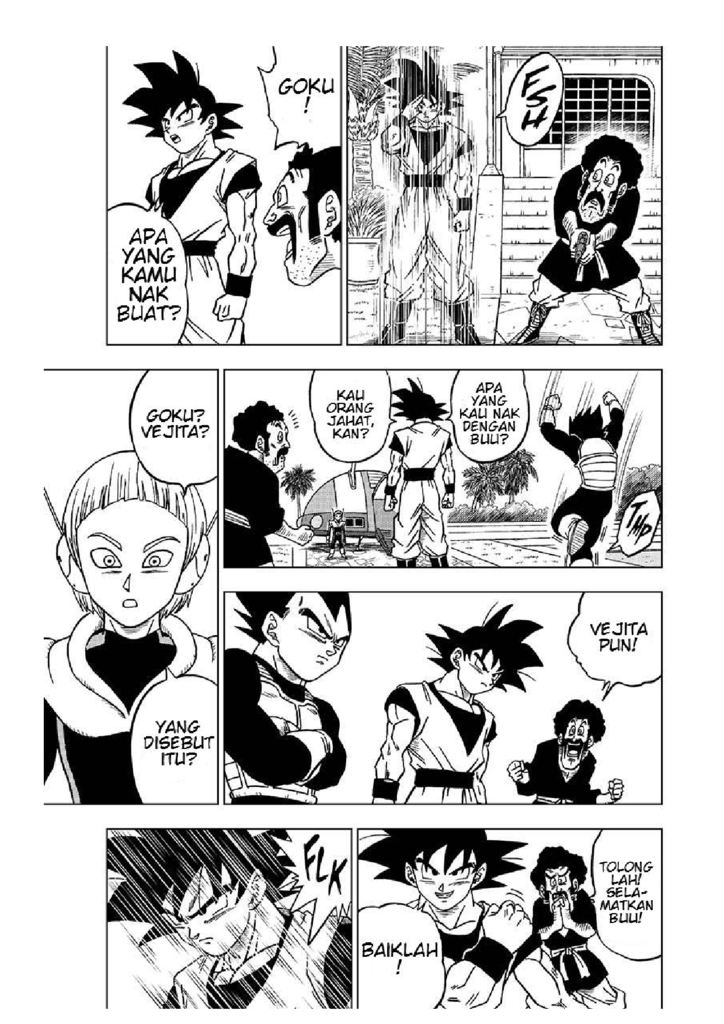 FSH
GOKU
!
APA
YANG
KAMU
NAK
BUAT?
THP
APA
YANG
KAU NAK
DENGAN
BUU?
KAU
ORANG
JAHAT,
KAN?
VEJITA
PUN!
GOKU?
VEJITA?
YANG
DISEBUT
ITU?
TOLONG
LAH!
SELA-
MATKAN
BUU!
BAIKLAH
!
FLK